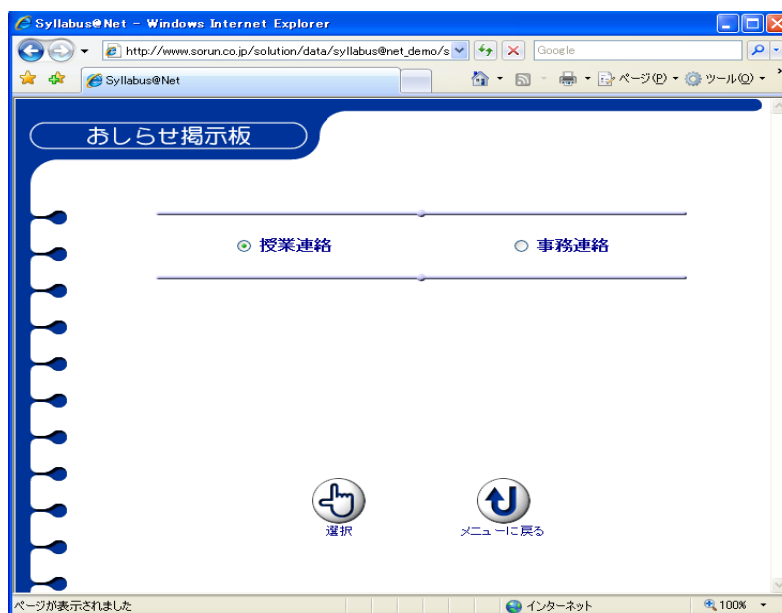 Syllabus@Net - Windows Internet Explorer
http://www.sorun.co.jp/solution/data/syllabus@net_demo/s
Google
Syllabus@Net
ページ(P)
ツール(O)
おしらせ掲示板
授業連絡
事務連絡
選択
メニューに戻る
ページが表示されました
インターネット
100%